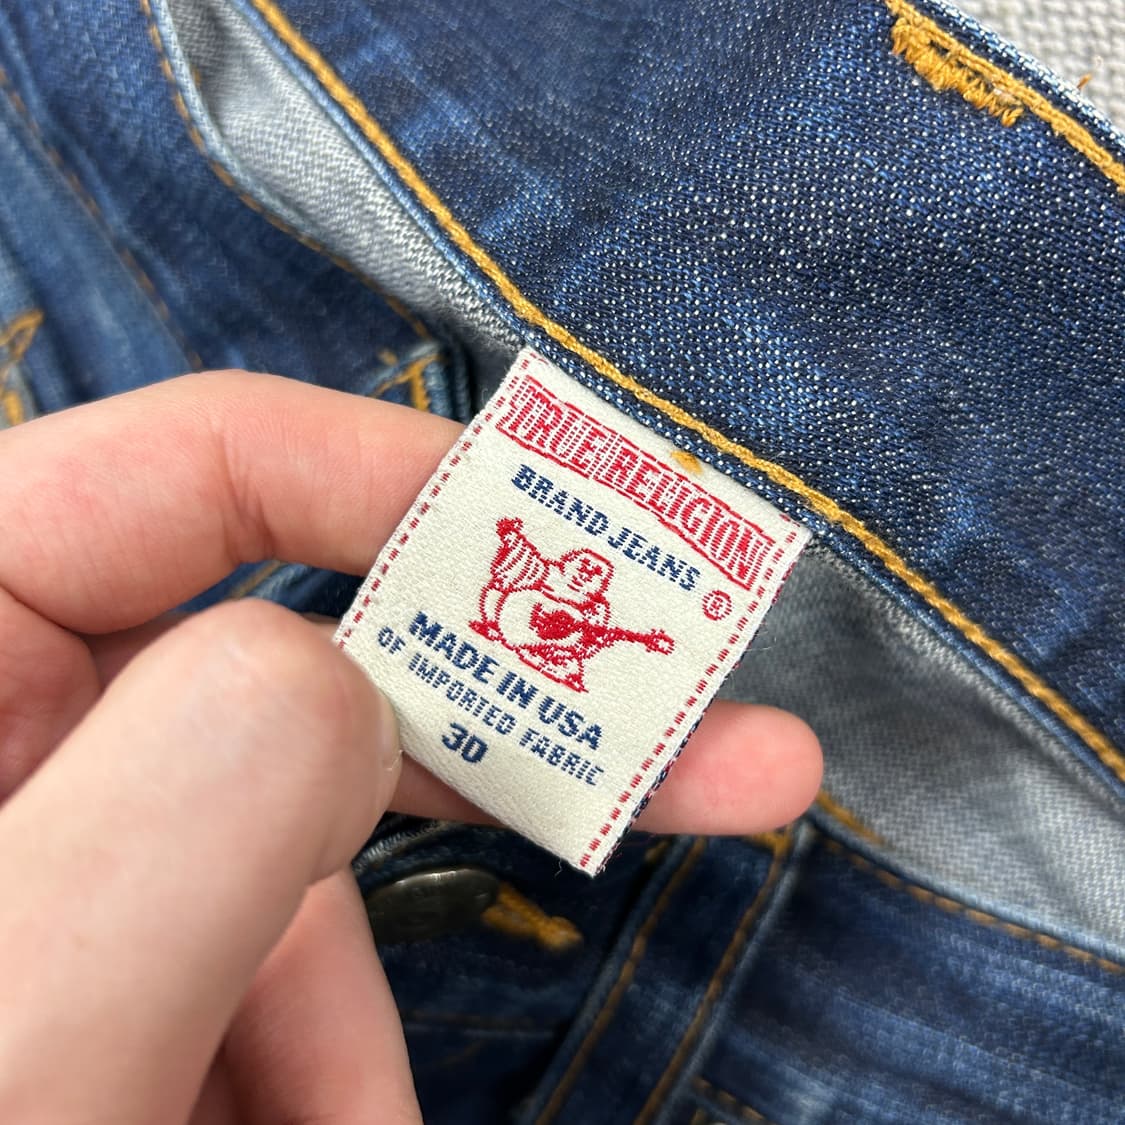 TRUE RELIGION
BRAND JEANS ®
MADE IN USA
OF IMPORTED FABRIC
30